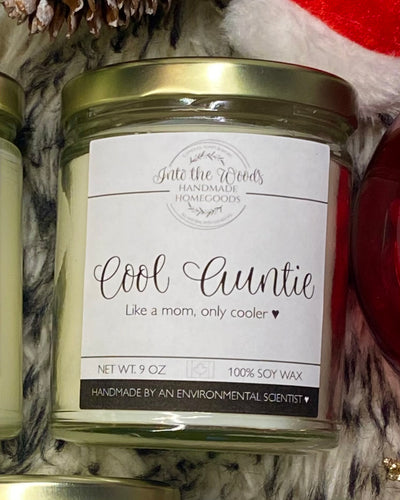 Into the Woods
HANDMADE
HOMEGOODS
Cool Auntie
Like a mom, only cooler ♥
NET WT. 9 OZ 100% SOY WAX
HANDMADE BY AN ENVIRONMENTAL SCIENTIST ♥